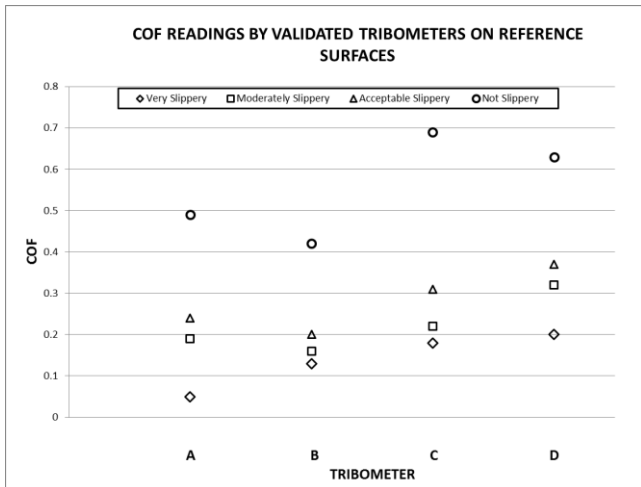 COF READINGS BY VALIDATED TRIBOMETERS ON REFERENCE
SURFACES
0.8
Very Slippery Moderately Slippery Acceptable Slippery Not Slippery
0.7
0.6
0.5
COF
0.4
0.3
0.2
0.1
0
A B C D
TRIBOMETER